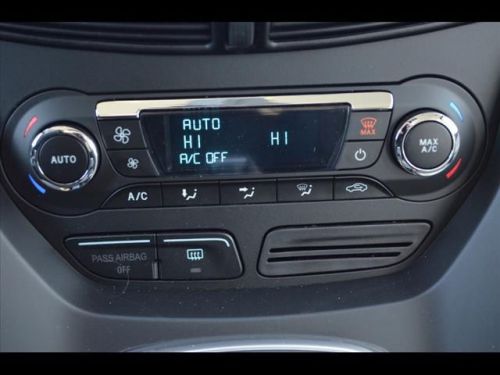 AUTO
HI HI
A/C OFF
MAX
AUTO
MAX
A/C
A/C
PASS AIRBAG
OFF